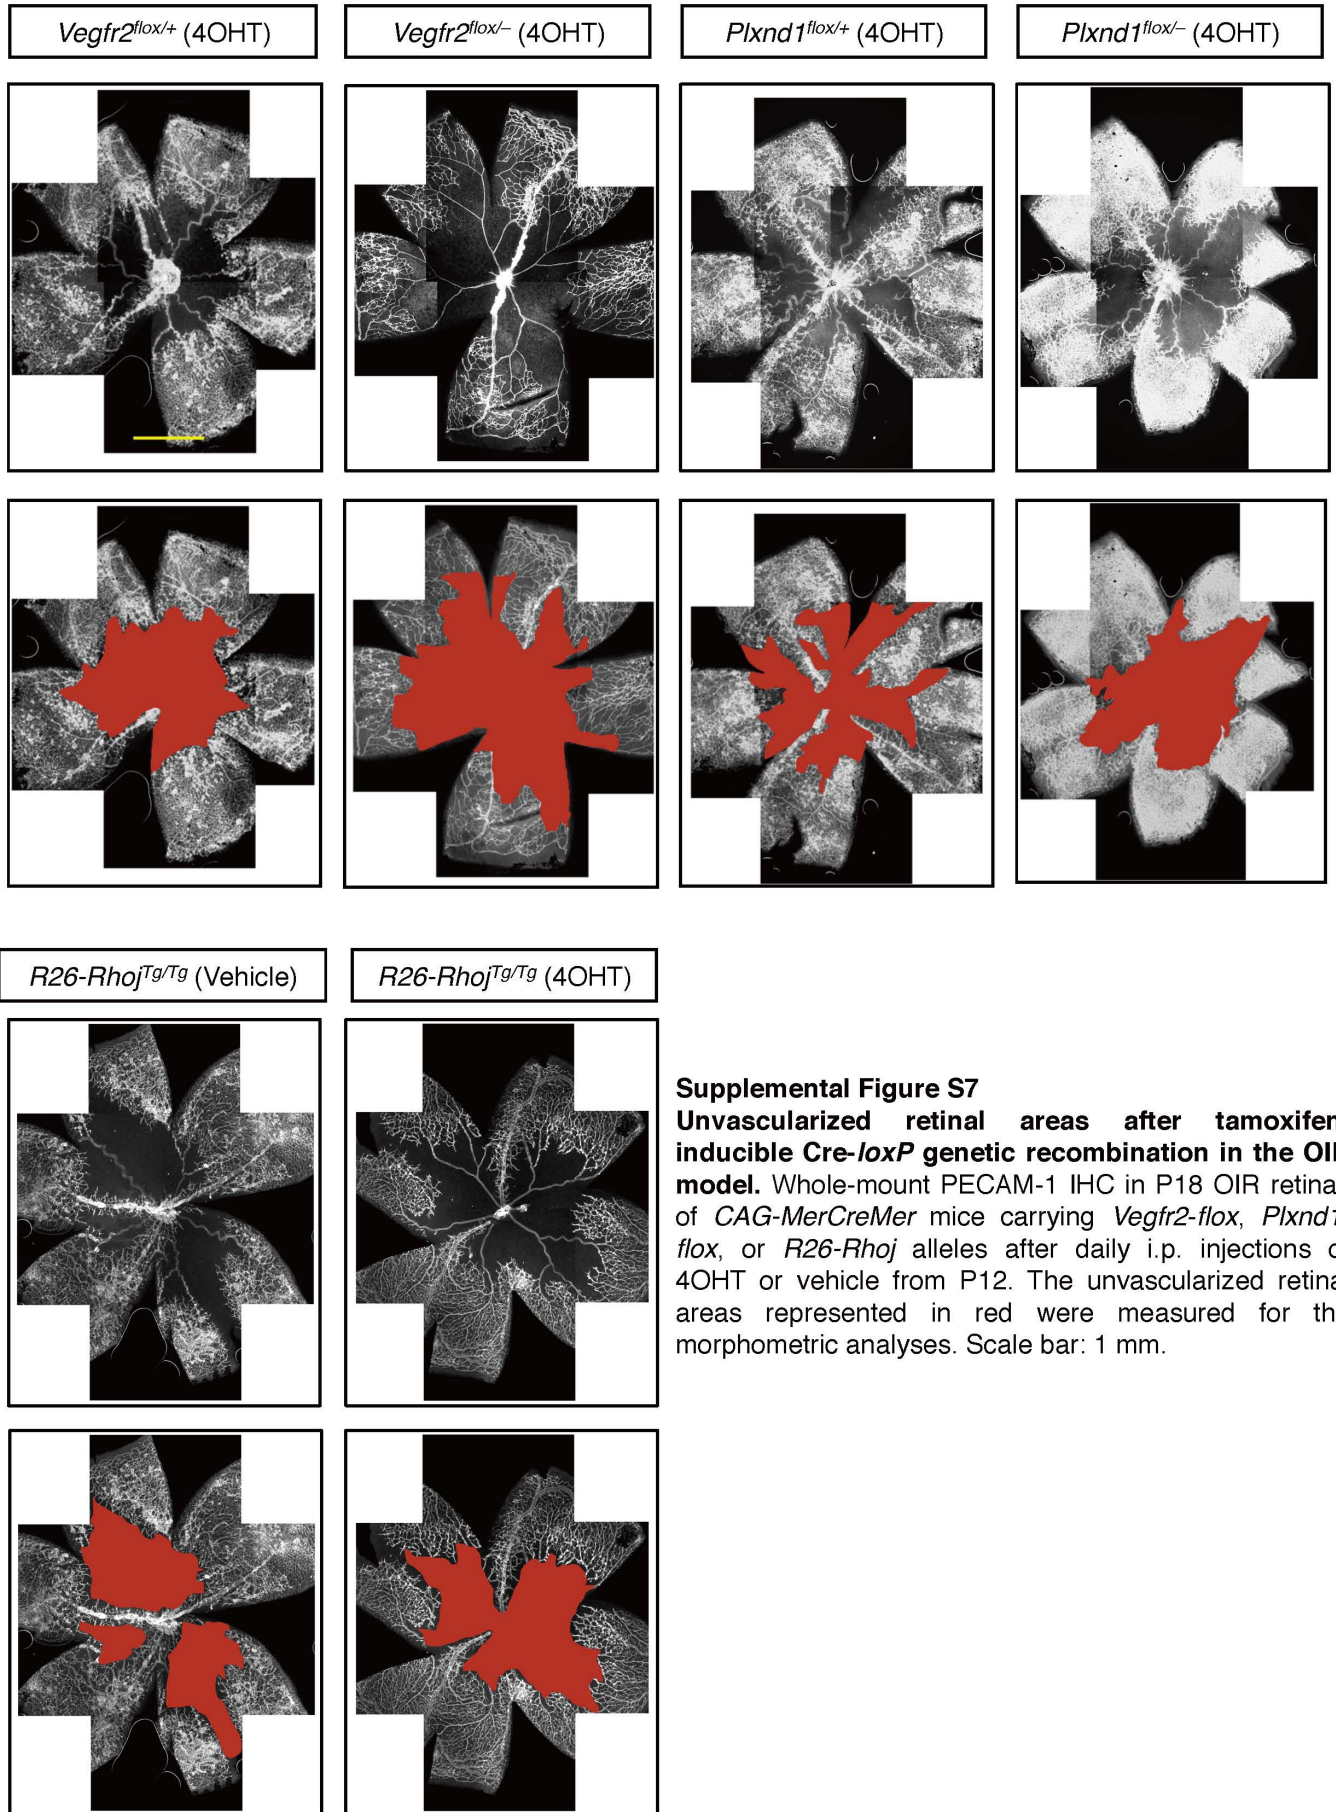 Vegfr2flox/+ (4OHT)
Vegfr2flox/– (4OHT)
Plxnd1flox/+ (4OHT)
Plxnd1flox/– (4OHT)
R26-RhojTg/Tg (Vehicle)
R26-RhojTg/Tg (4OHT)
Supplemental Figure S7
Unvascularized retinal areas after tamoxifen
inducible Cre-loxP genetic recombination in the OI
model. Whole-mount PECAM-1 IHC in P18 OIR retina
of CAG-MerCreMer mice carrying Vegfr2-flox, Plxnd1
flox, or R26-Rhoj alleles after daily i.p. injections o
4OHT or vehicle from P12. The unvascularized retina
areas represented in red were measured for th
morphometric analyses. Scale bar: 1 mm.